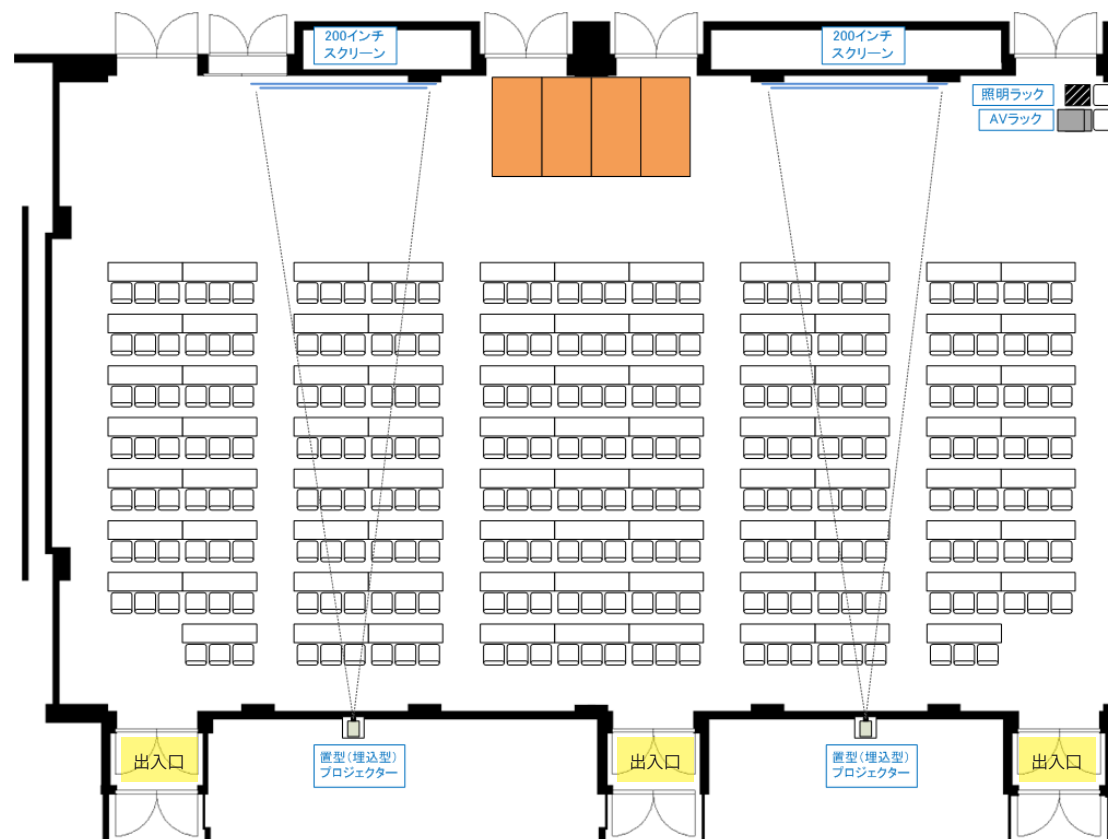 200インチ
スクリーン
200インチ
スクリーン
照明ラック
AVラック
置型(埋込型)
プロジェクター
置型(埋込型)
プロジェクター
出入口
出入口
出入口